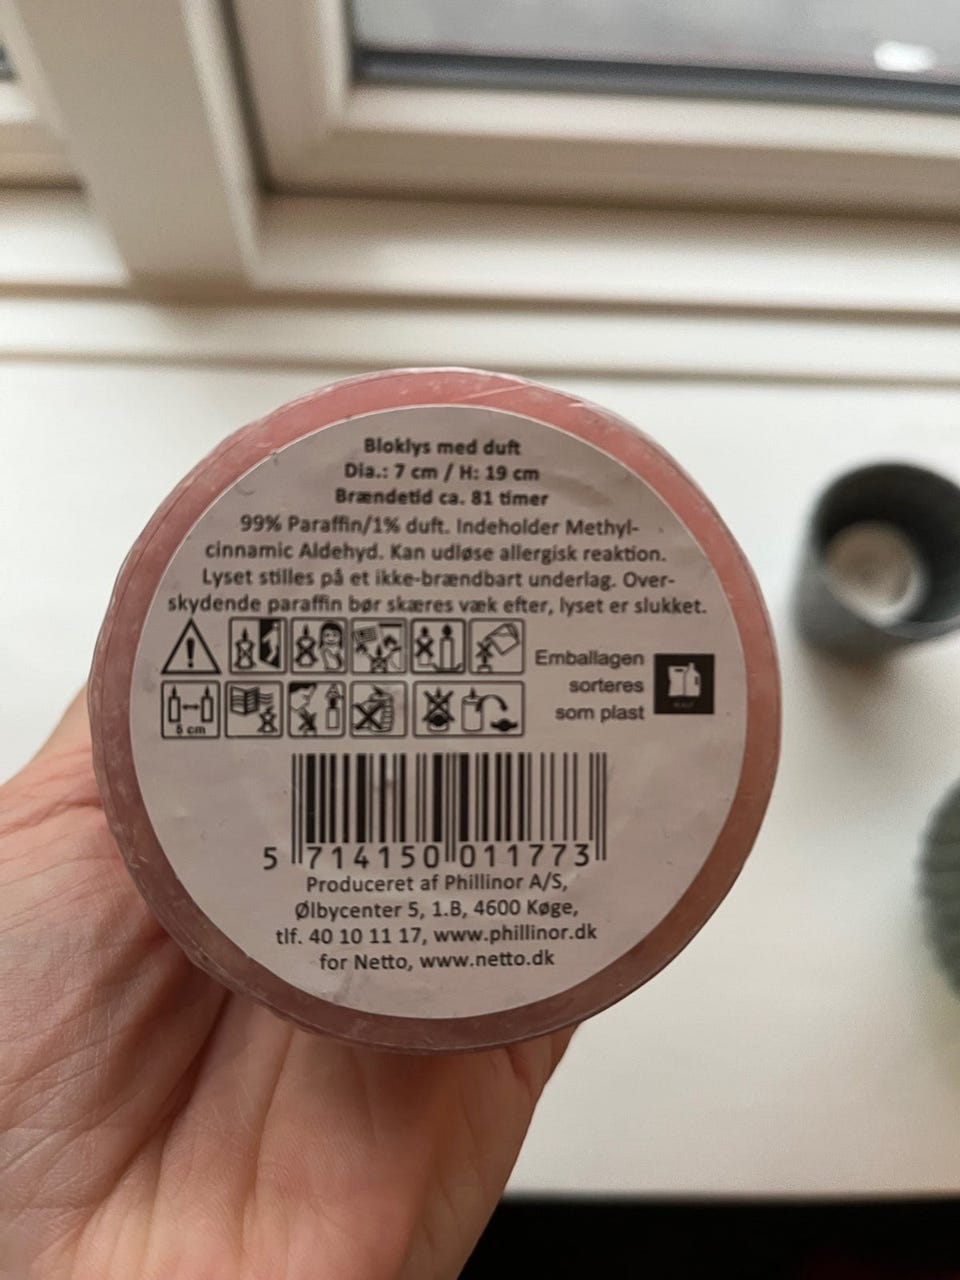 Bloklys med duft
Dia.: 7 cm / H: 19 cm
Brændetid ca. 81 timer
99% Paraffin/1% duft. Indeholder Methyl-
cinnamic Aldehyd. Kan udløse allergisk reaktion.
Lyset stilles på et ikke-brændbart underlag. Over-
skydende paraffin bør skæres væk efter, lyset er slukket.
Emballagen
sorteres
som plast
5 cm
5 714150 011773
Produceret af Phillinor A/S,
Ølbycenter 5, 1.B, 4600 Køge,
tlf. 40 10 11 17, www.phillinor.dk
for Netto, www.netto.dk